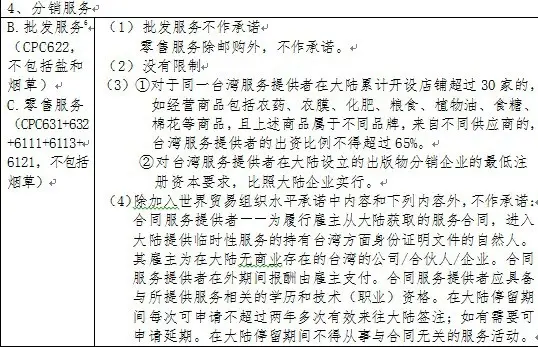 4、分销服务
B.批发服务⁶
（CPC622，
不包括盐和
烟草）
C.零售服务
（CPC631+632
+6111+6113+
6121，不包括
烟草）
（1）批发服务不作承诺
零售服务除邮购外，不作承诺。
（2）没有限制
（3）①对于同一台湾服务提供者在大陆累计开设店铺超过 30 家的，
如经营商品包括农药、农膜、化肥、粮食、植物油、食糖、
棉花等商品，且上述商品属于不同品牌，来自不同供应商的，
台湾服务提供者的出资比例不得超过 65%。
②对台湾服务提供者在大陆设立的出版物分销企业的最低注
册资本要求，比照大陆企业实行。
（4）除加入世界贸易组织水平承诺中内容和下列内容外，不作承诺：
合同服务提供者——为履行雇主从大陆获取的服务合同，进入
大陆提供临时性服务的持有台湾方面身份证明文件的自然人。
其雇主为在大陆无商业存在的台湾的公司/合伙人/企业。合同
服务提供者在外期间报酬由雇主支付。合同服务提供者应具备
与所提供服务相关的学历和技术（职业）资格。在大陆停留期
间每次可申请不超过两年多次有效来往大陆签注；如有需要可
申请延期。在大陆停留期间不得从事与合同无关的服务活动。